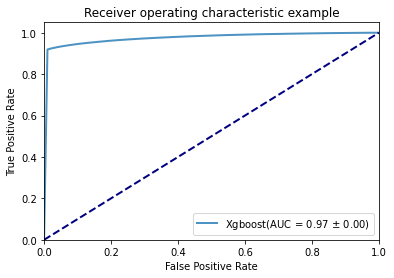 Receiver operating characteristic example
1.0
0.8
0.6
0.4
0.2
0.0
True Positive Rate
Xgboost(AUC = 0.97 ± 0.00)
0.0 0.2 0.4 0.6 0.8 1.0
False Positive Rate